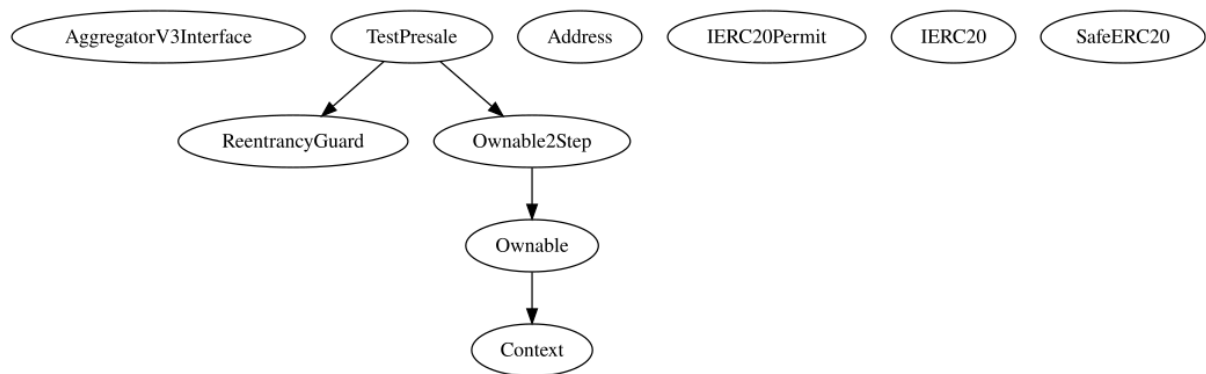 AggregatorV3Interface
TestPresale
Address
IERC20Permit
IERC20
SafeERC20
ReentrancyGuard
Ownable2Step
Ownable
Context